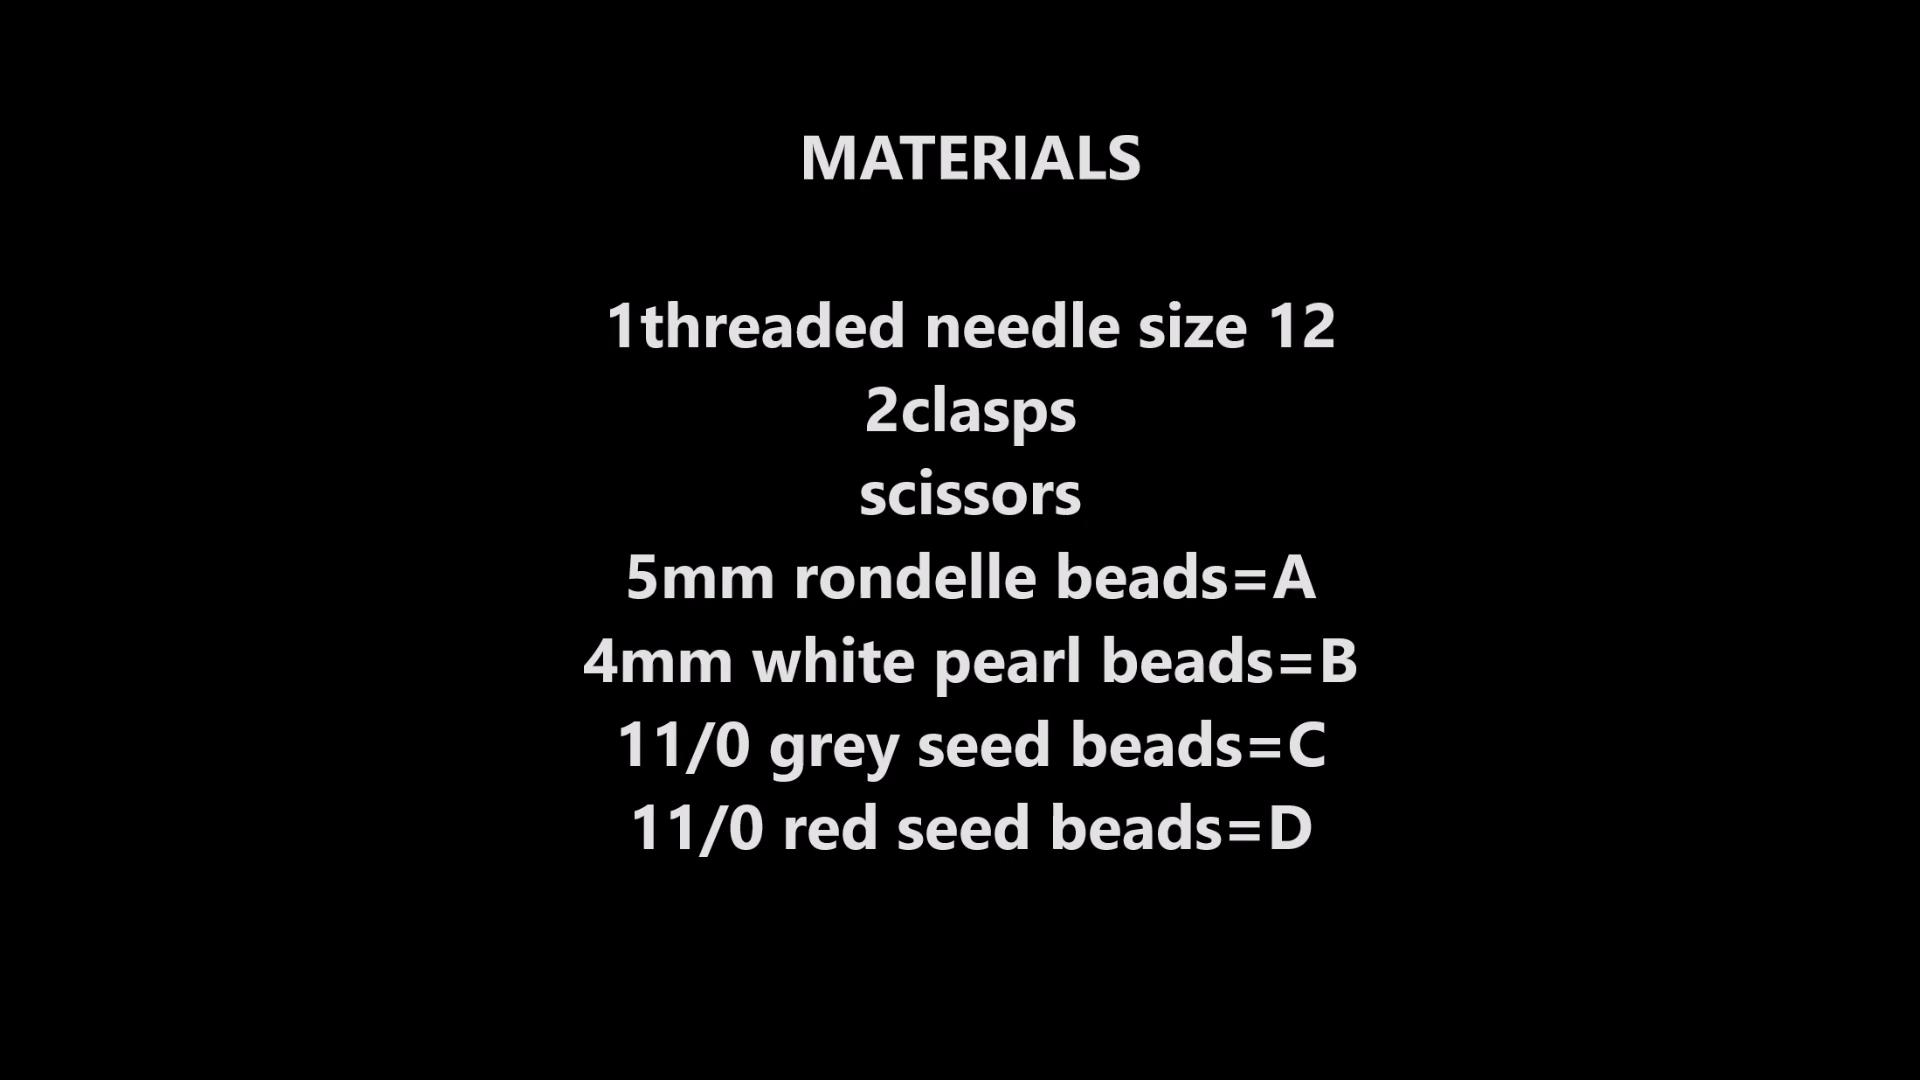 MATERIALS
1threaded needle size 12
2clasps
scissors
5mm rondelle beads=A
4mm white pearl beads=B
11/0 grey seed beads=C
11/0 red seed beads=D